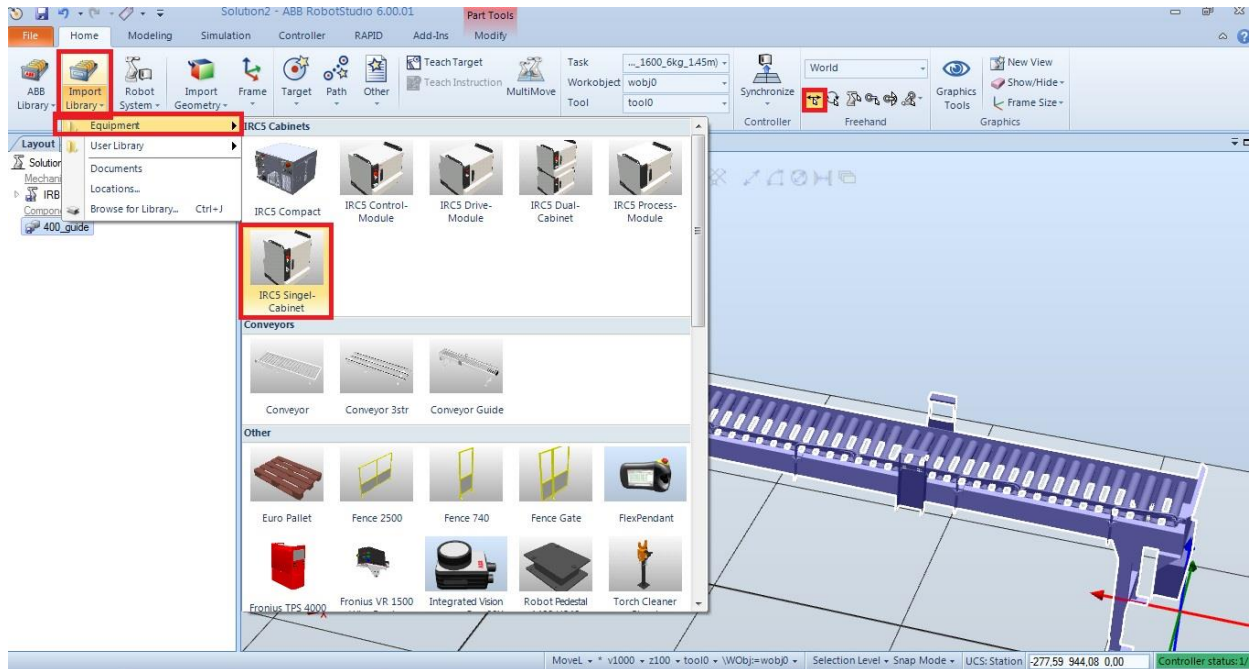 Solution2 - ABB RobotStudio 6.00.01
Part Tools
File Home Modeling Simulation Controller RAPID Add-Ins Modify
ABB Library
Import Library
Robot System
Import Geometry
Frame
Target
Path
Other
Teach Target
Teach Instruction
MultiMove
Task ..._1600_6kg_1.45m)
Workobject wobj0
Tool tool0
Synchronize
World
Graphics Tools
New View
Show/Hide
Frame Size
Controller
Freehand
Graphics
Equipment
User Library
Documents
Locations...
Browse for Library... Ctrl+J
Layout
Solution
Mechani
IRB
Compone
400_guide
IRC5 Cabinets
IRC5 Compact
IRC5 Control-
Module
IRC5 Drive-
Module
IRC5 Dual-
Cabinet
IRC5 Process-
Module
IRC5 Singel-
Cabinet
Conveyors
Conveyor
Conveyor 3str
Conveyor Guide
Other
Euro Pallet
Fence 2500
Fence 740
Fence Gate
FlexPendant
Fronius TPS 4000
Fronius VR 1500
Integrated Vision
Robot Pedestal
Torch Cleaner
X
MoveL * v1000 z100 tool0 \WObj:=wobj0 Selection Level Snap Mode UCS: Station -277,59 944,08 0,00 Controller status: 1/